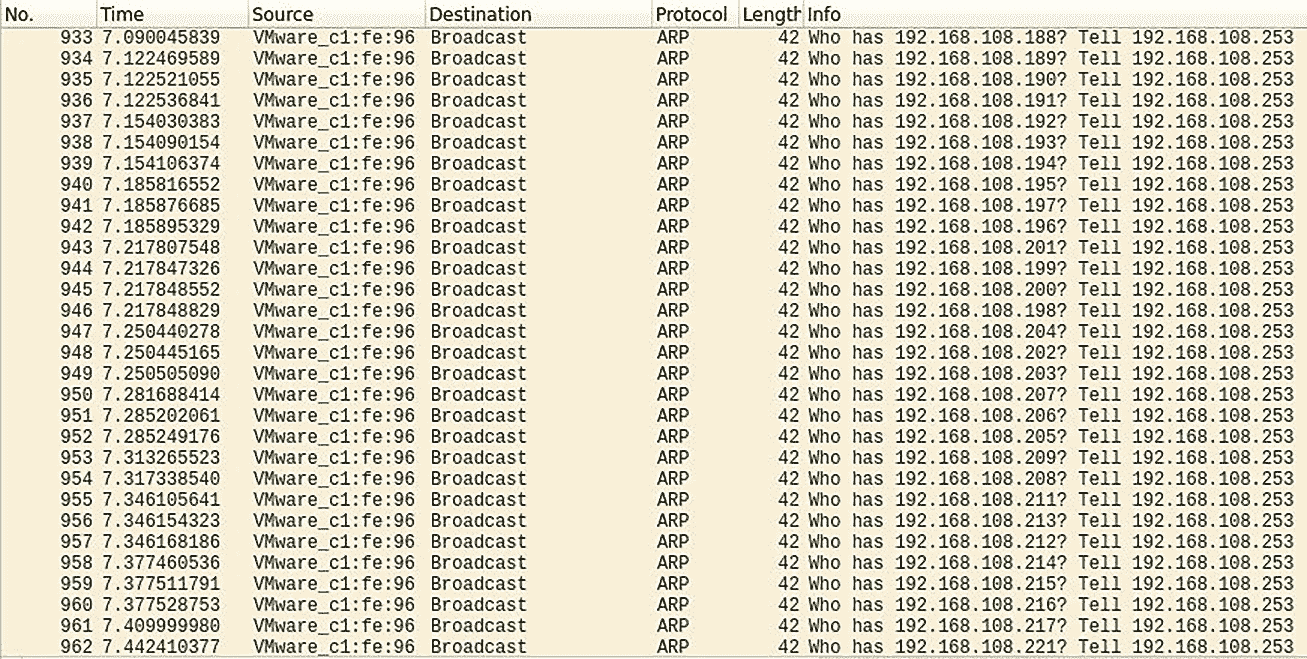 No. Time Source Destination Protocol Length Info
933 7.090045839 VMware_c1:fe:96 Broadcast ARP 42 Who has 192.168.108.188? Tell 192.168.108.253
934 7.122469589 VMware_c1:fe:96 Broadcast ARP 42 Who has 192.168.108.189? Tell 192.168.108.253
935 7.122521055 VMware_c1:fe:96 Broadcast ARP 42 Who has 192.168.108.190? Tell 192.168.108.253
936 7.122536841 VMware_c1:fe:96 Broadcast ARP 42 Who has 192.168.108.191? Tell 192.168.108.253
937 7.154030383 VMware_c1:fe:96 Broadcast ARP 42 Who has 192.168.108.192? Tell 192.168.108.253
938 7.154090154 VMware_c1:fe:96 Broadcast ARP 42 Who has 192.168.108.193? Tell 192.168.108.253
939 7.154106374 VMware_c1:fe:96 Broadcast ARP 42 Who has 192.168.108.194? Tell 192.168.108.253
940 7.185816552 VMware_c1:fe:96 Broadcast ARP 42 Who has 192.168.108.195? Tell 192.168.108.253
941 7.185876685 VMware_c1:fe:96 Broadcast ARP 42 Who has 192.168.108.197? Tell 192.168.108.253
942 7.185895329 VMware_c1:fe:96 Broadcast ARP 42 Who has 192.168.108.196? Tell 192.168.108.253
943 7.217807548 VMware_c1:fe:96 Broadcast ARP 42 Who has 192.168.108.201? Tell 192.168.108.253
944 7.217847326 VMware_c1:fe:96 Broadcast ARP 42 Who has 192.168.108.199? Tell 192.168.108.253
945 7.217848552 VMware_c1:fe:96 Broadcast ARP 42 Who has 192.168.108.200? Tell 192.168.108.253
946 7.217848829 VMware_c1:fe:96 Broadcast ARP 42 Who has 192.168.108.198? Tell 192.168.108.253
947 7.250440278 VMware_c1:fe:96 Broadcast ARP 42 Who has 192.168.108.204? Tell 192.168.108.253
948 7.250445165 VMware_c1:fe:96 Broadcast ARP 42 Who has 192.168.108.202? Tell 192.168.108.253
949 7.250505090 VMware_c1:fe:96 Broadcast ARP 42 Who has 192.168.108.203? Tell 192.168.108.253
950 7.281688414 VMware_c1:fe:96 Broadcast ARP 42 Who has 192.168.108.207? Tell 192.168.108.253
951 7.285202061 VMware_c1:fe:96 Broadcast ARP 42 Who has 192.168.108.206? Tell 192.168.108.253
952 7.285249176 VMware_c1:fe:96 Broadcast ARP 42 Who has 192.168.108.205? Tell 192.168.108.253
953 7.313265523 VMware_c1:fe:96 Broadcast ARP 42 Who has 192.168.108.209? Tell 192.168.108.253
954 7.317338540 VMware_c1:fe:96 Broadcast ARP 42 Who has 192.168.108.208? Tell 192.168.108.253
955 7.346105641 VMware_c1:fe:96 Broadcast ARP 42 Who has 192.168.108.211? Tell 192.168.108.253
956 7.346154323 VMware_c1:fe:96 Broadcast ARP 42 Who has 192.168.108.213? Tell 192.168.108.253
957 7.346168186 VMware_c1:fe:96 Broadcast ARP 42 Who has 192.168.108.212? Tell 192.168.108.253
958 7.377460536 VMware_c1:fe:96 Broadcast ARP 42 Who has 192.168.108.214? Tell 192.168.108.253
959 7.377511791 VMware_c1:fe:96 Broadcast ARP 42 Who has 192.168.108.215? Tell 192.168.108.253
960 7.377528753 VMware_c1:fe:96 Broadcast ARP 42 Who has 192.168.108.216? Tell 192.168.108.253
961 7.409999980 VMware_c1:fe:96 Broadcast ARP 42 Who has 192.168.108.217? Tell 192.168.108.253
962 7.442410377 VMware_c1:fe:96 Broadcast ARP 42 Who has 192.168.108.221? Tell 192.168.108.253